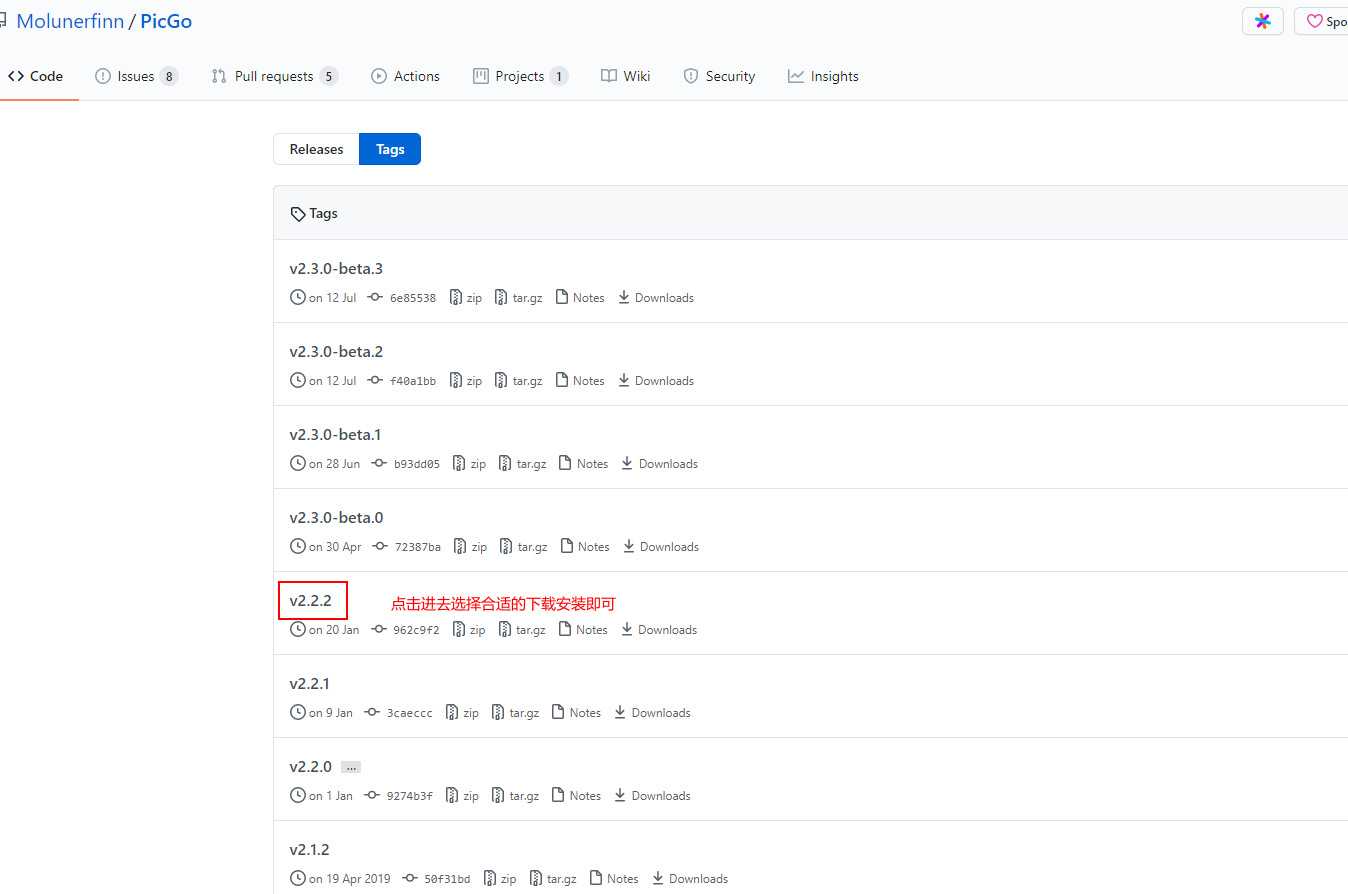 Molunerfinn / PicGo
Spo
Code Issues 8 Pull requests 5 Actions Projects 1 Wiki Security Insights
Releases Tags
Tags
v2.3.0-beta.3
on 12 Jul 6e85538 zip tar.gz Notes Downloads
v2.3.0-beta.2
on 12 Jul f40a1bb zip tar.gz Notes Downloads
v2.3.0-beta.1
on 28 Jun b93dd05 zip tar.gz Notes Downloads
v2.3.0-beta.0
on 30 Apr 72387ba zip tar.gz Notes Downloads
v2.2.2 点击进去选择合适的下载安装即可
on 20 Jan 962c9f2 zip tar.gz Notes Downloads
v2.2.1
on 9 Jan 3caeccc zip tar.gz Notes Downloads
v2.2.0 ...
on 1 Jan 9274b3f zip tar.gz Notes Downloads
v2.1.2
on 19 Apr 2019 50f31bd zip tar.gz Notes Downloads